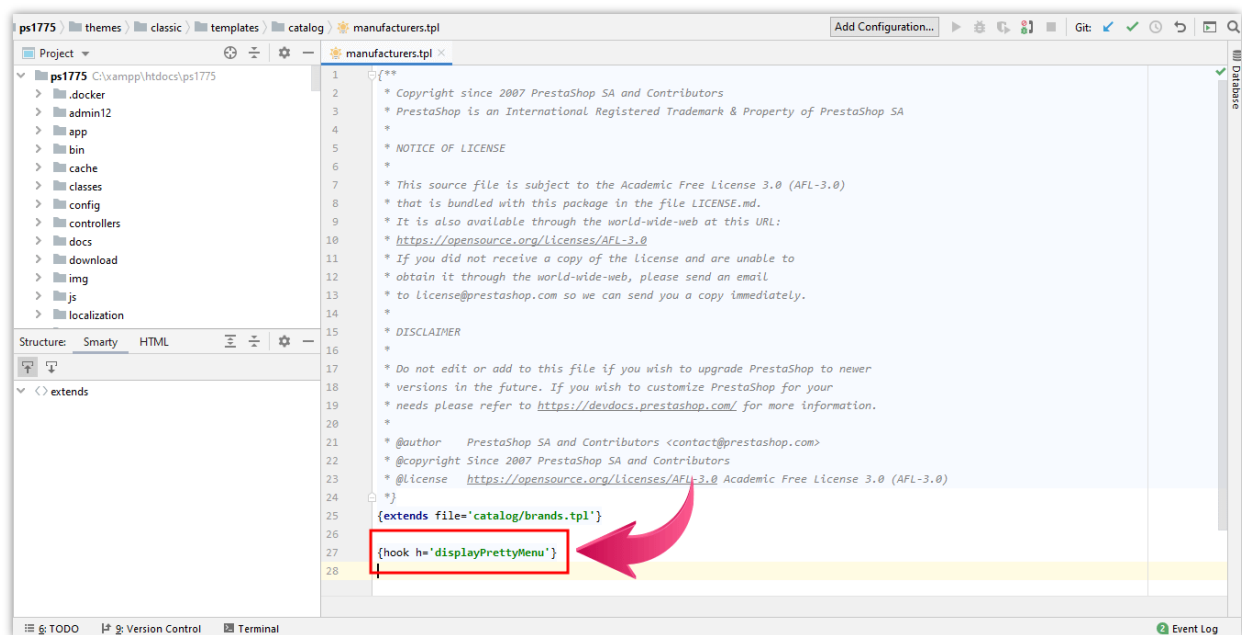 ps1775 themes classic templates catalog manufacturers.tpl Add Configuration... Git:
Project manufacturers.tpl
ps1775 C:\xampp\htdocs\ps1775
.docker
admin12
app
bin
cache
classes
config
controllers
docs
download
img
js
localization
Structure: Smarty HTML
extends
1 {**
2 * Copyright since 2007 PrestaShop SA and Contributors
3 * PrestaShop is an International Registered Trademark & Property of PrestaShop SA
4 *
5 * NOTICE OF LICENSE
6 *
7 * This source file is subject to the Academic Free License 3.0 (AFL-3.0)
8 * that is bundled with this package in the file LICENSE.md.
9 * It is also available through the world-wide-web at this URL:
10 * https://opensource.org/licenses/AFL-3.0
11 * If you did not receive a copy of the license and are unable to
12 * obtain it through the world-wide-web, please send an email
13 * to license@prestashop.com so we can send you a copy immediately.
14 *
15 * DISCLAIMER
16 *
17 * Do not edit or add to this file if you wish to upgrade PrestaShop to newer
18 * versions in the future. If you wish to customize PrestaShop for your
19 * needs please refer to https://devdocs.prestashop.com/ for more information.
20 *
21 * @author PrestaShop SA and Contributors <contact@prestashop.com>
22 * @copyright Since 2007 PrestaShop SA and Contributors
23 * @license https://opensource.org/licenses/AFL-3.0 Academic Free License 3.0 (AFL-3.0)
24 *}
25 {extends file='catalog/brands.tpl'}
26
27 {hook h='displayPrettyMenu'}
28
Database
6: TODO 9: Version Control Terminal 2 Event Log